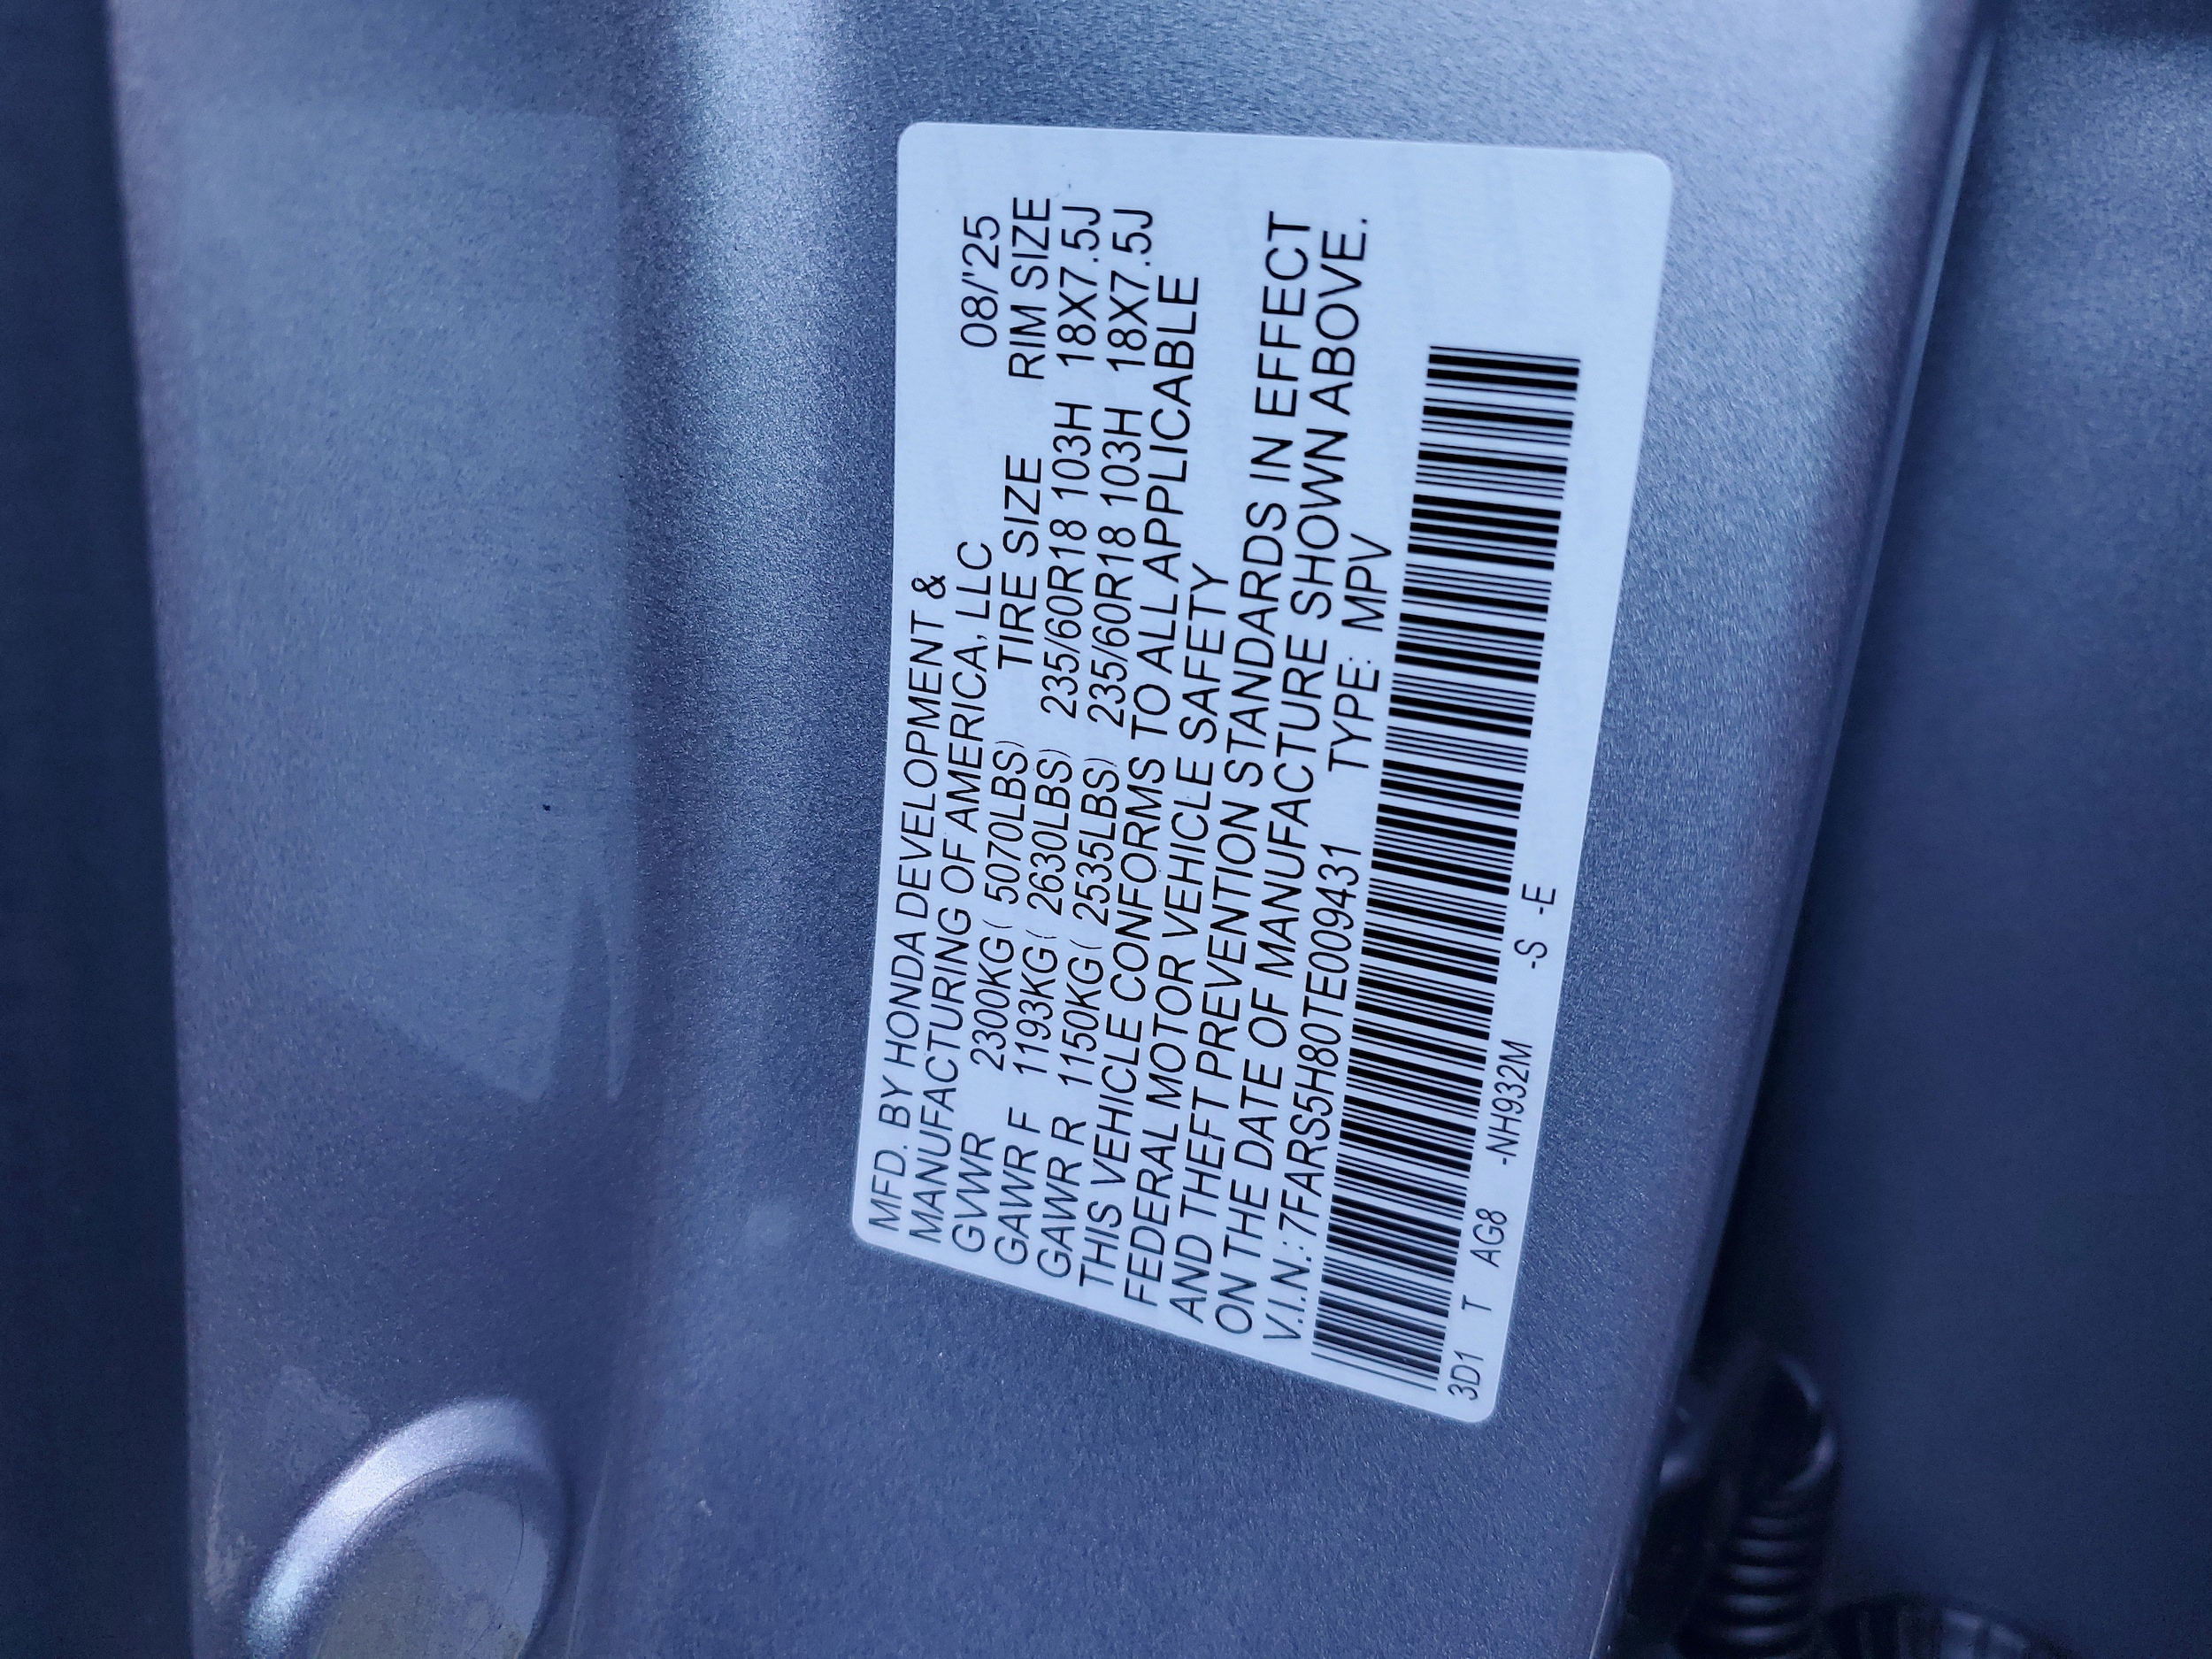 MFD. BY HONDA DEVELOPMENT &
MANUFACTURING OF AMERICA, LLC 08/'25
GVWR 2300KG( 5070LBS) TIRE SIZE RIM SIZE
GAWR F 1193KG( 2630LBS) 235/60R18 103H 18X7.5J
GAWR R 1150KG( 2535LBS) 235/60R18 103H 18X7.5J
THIS VEHICLE CONFORMS TO ALL APPLICABLE
FEDERAL MOTOR VEHICLE SAFETY
AND THEFT PREVENTION STANDARDS IN EFFECT
ON THE DATE OF MANUFACTURE SHOWN ABOVE.
V.I.N.: 7FARS5H80TE009431 TYPE: MPV
3D1 T AG8 -NH932M -S -E